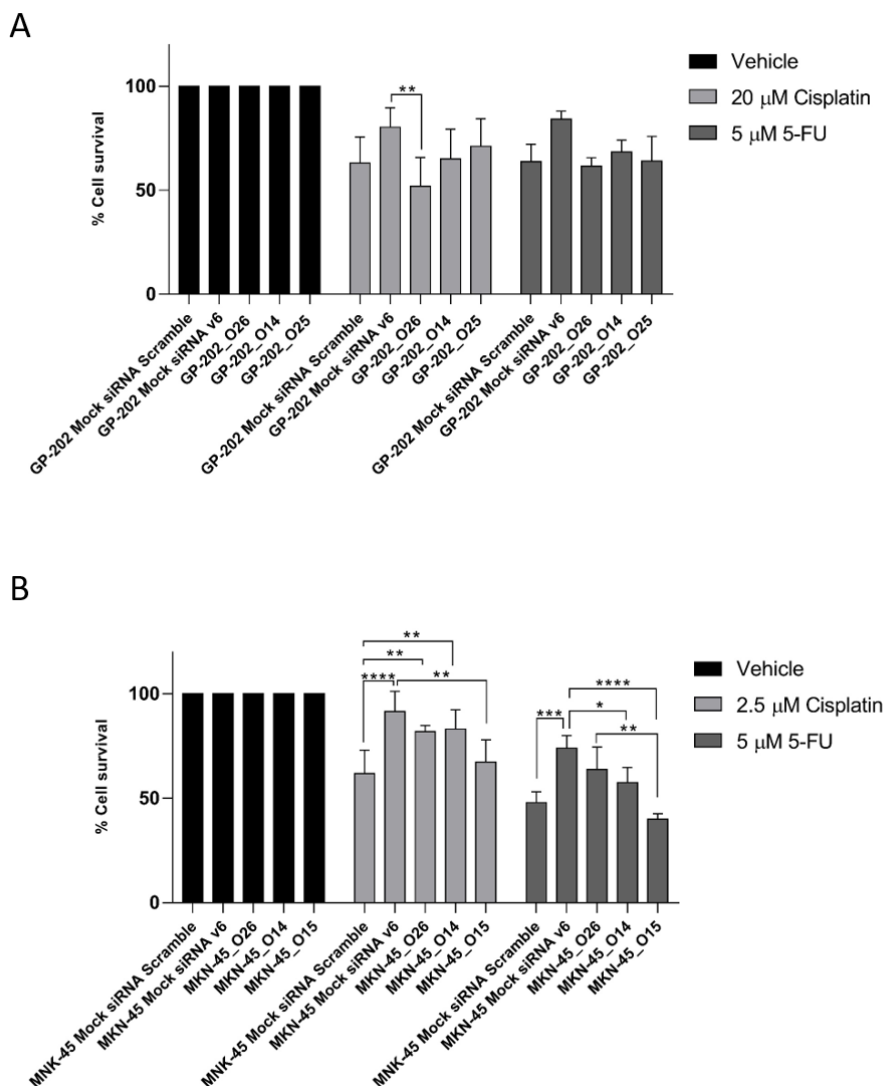 A
Vehicle
20 μM Cisplatin
5 μM 5-FU
% Cell survival
100
50
0
**
GP-202 Mock siRNA Scramble
GP-202 Mock siRNA v6
GP-202_O26
GP-202_O14
GP-202_O25
GP-202 Mock siRNA Scramble
GP-202 Mock siRNA v6
GP-202_O26
GP-202_O14
GP-202_O25
GP-202 Mock siRNA Scramble
GP-202 Mock siRNA v6
GP-202_O26
GP-202_O14
GP-202_O25
B
Vehicle
2.5 μM Cisplatin
5 μM 5-FU
% Cell survival
100
50
0
**
**
**** **
****
*** *
**
MNK-45 Mock siRNA Scramble
MKN-45 Mock siRNA v6
MKN-45_O26
MKN-45_O14
MKN-45_O15
MNK-45 Mock siRNA Scramble
MKN-45 Mock siRNA v6
MKN-45_O26
MKN-45_O14
MKN-45_O15
MNK-45 Mock siRNA Scramble
MKN-45 Mock siRNA v6
MKN-45_O26
MKN-45_O14
MKN-45_O15